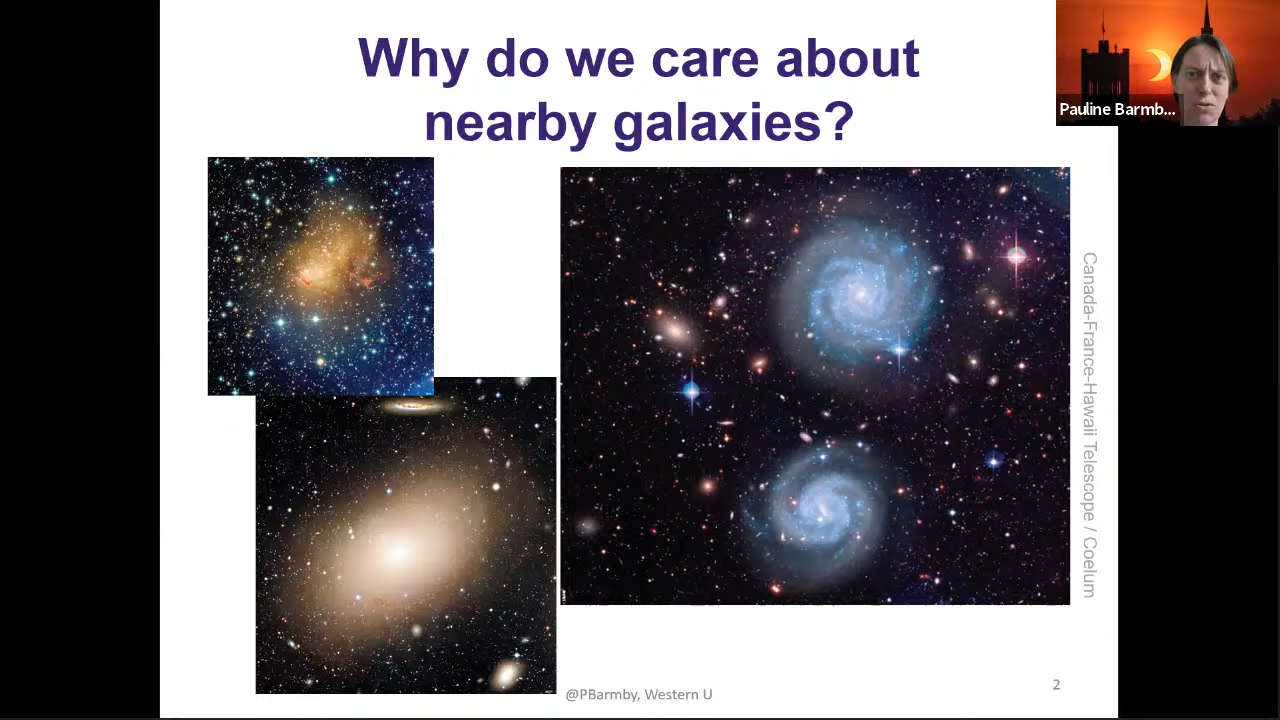 Why do we care about
nearby galaxies?
Pauline Barmb...
Canada-France-Hawaii Telescope / Coelum
@PBarmby, Western U
2